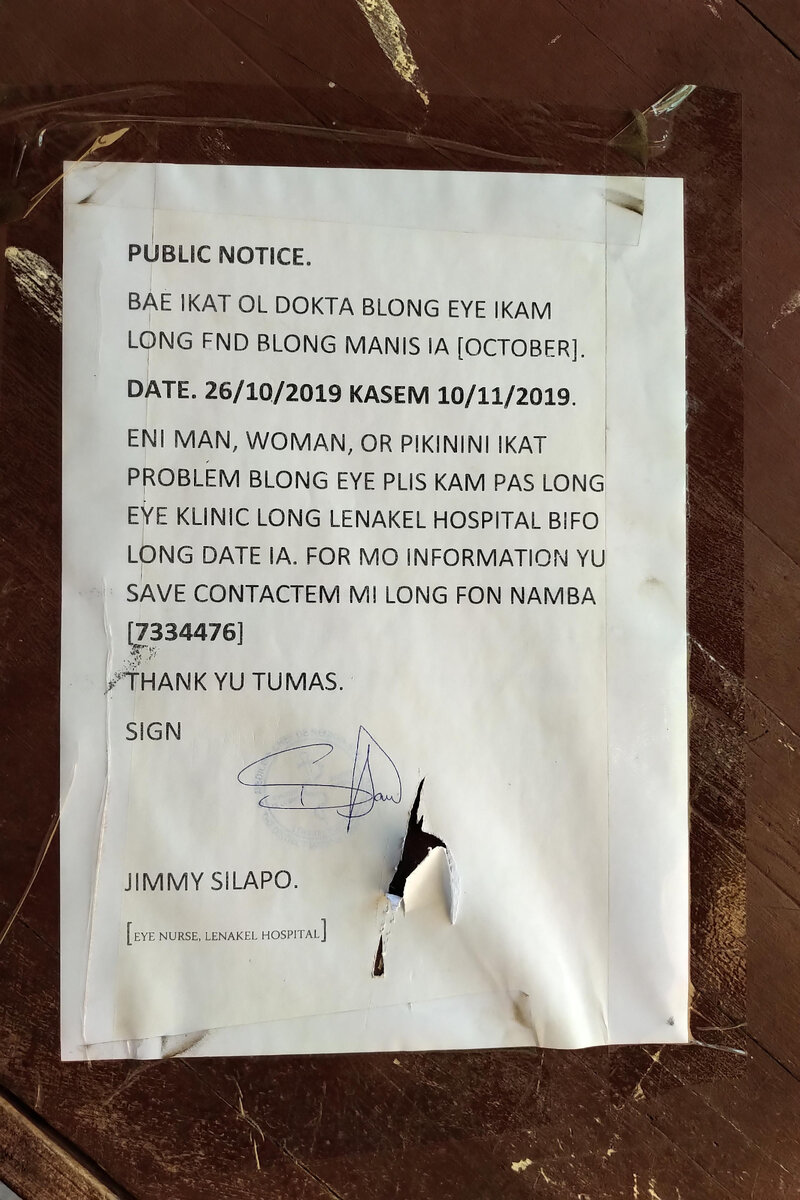 PUBLIC NOTICE.
BAE IKAT OL DOKTA BLONG EYE IKAM
LONG FND BLONG MANIS IA [OCTOBER].
DATE. 26/10/2019 KASEM 10/11/2019.
ENI MAN, WOMAN, OR PIKININI IKAT
PROBLEM BLONG EYE PLIS KAM PAS LONG
EYE KLINIC LONG LENAKEL HOSPITAL BIFO
LONG DATE IA. FOR MO INFORMATION YU
SAVE CONTACTEM MI LONG FON NAMBA
[7334476]
THANK YU TUMAS.
SIGN
JIMMY SILAPO.
[EYE NURSE, LENAKEL HOSPITAL]